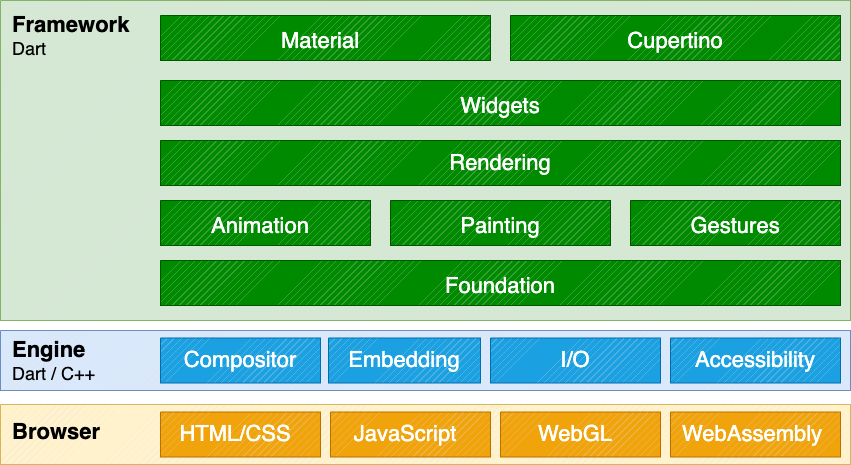 Framework
Dart
Material
Cupertino
Widgets
Rendering
Animation
Painting
Gestures
Foundation
Engine
Dart / C++
Compositor
Embedding
I/O
Accessibility
Browser
HTML/CSS
JavaScript
WebGL
WebAssembly